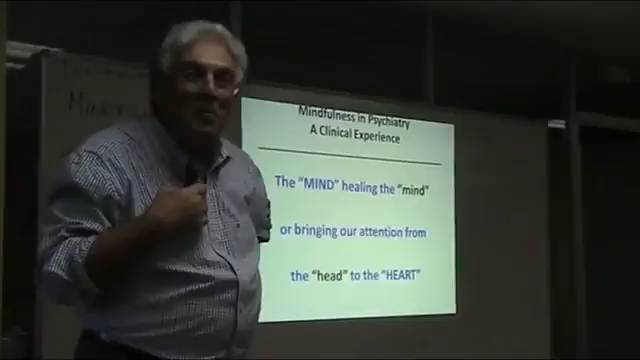 Mindfulness in Psychiatry
A Clinical Experience
The "MIND" healing the "mind"
or bringing our attention from
the "head" to the "HEART"